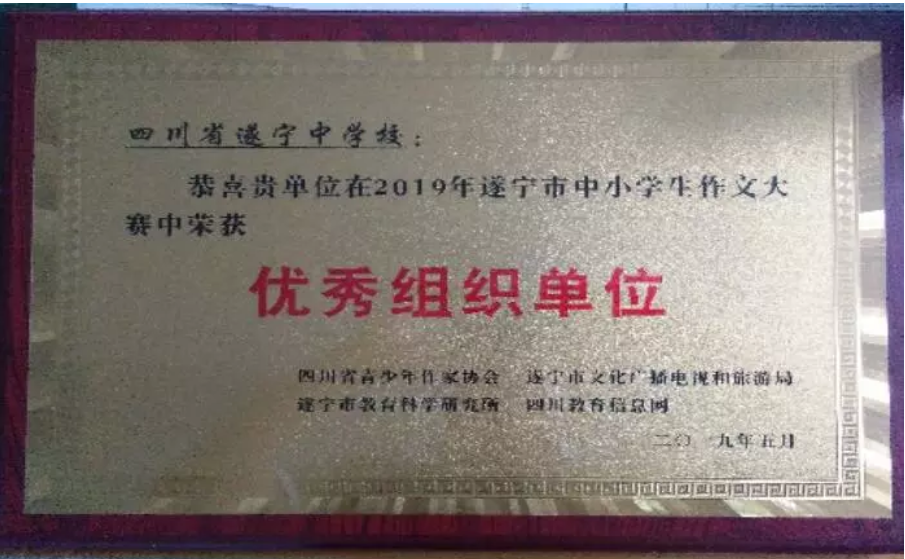 四川省遂宁中学校：
恭喜贵单位在2019年遂宁市中小学生作文大
赛中荣获
优秀组织单位
四川省青少年作家协会 遂宁市文化广播电视和旅游局
遂宁市教育科学研究所 四川教育信息网
二〇一九年五月